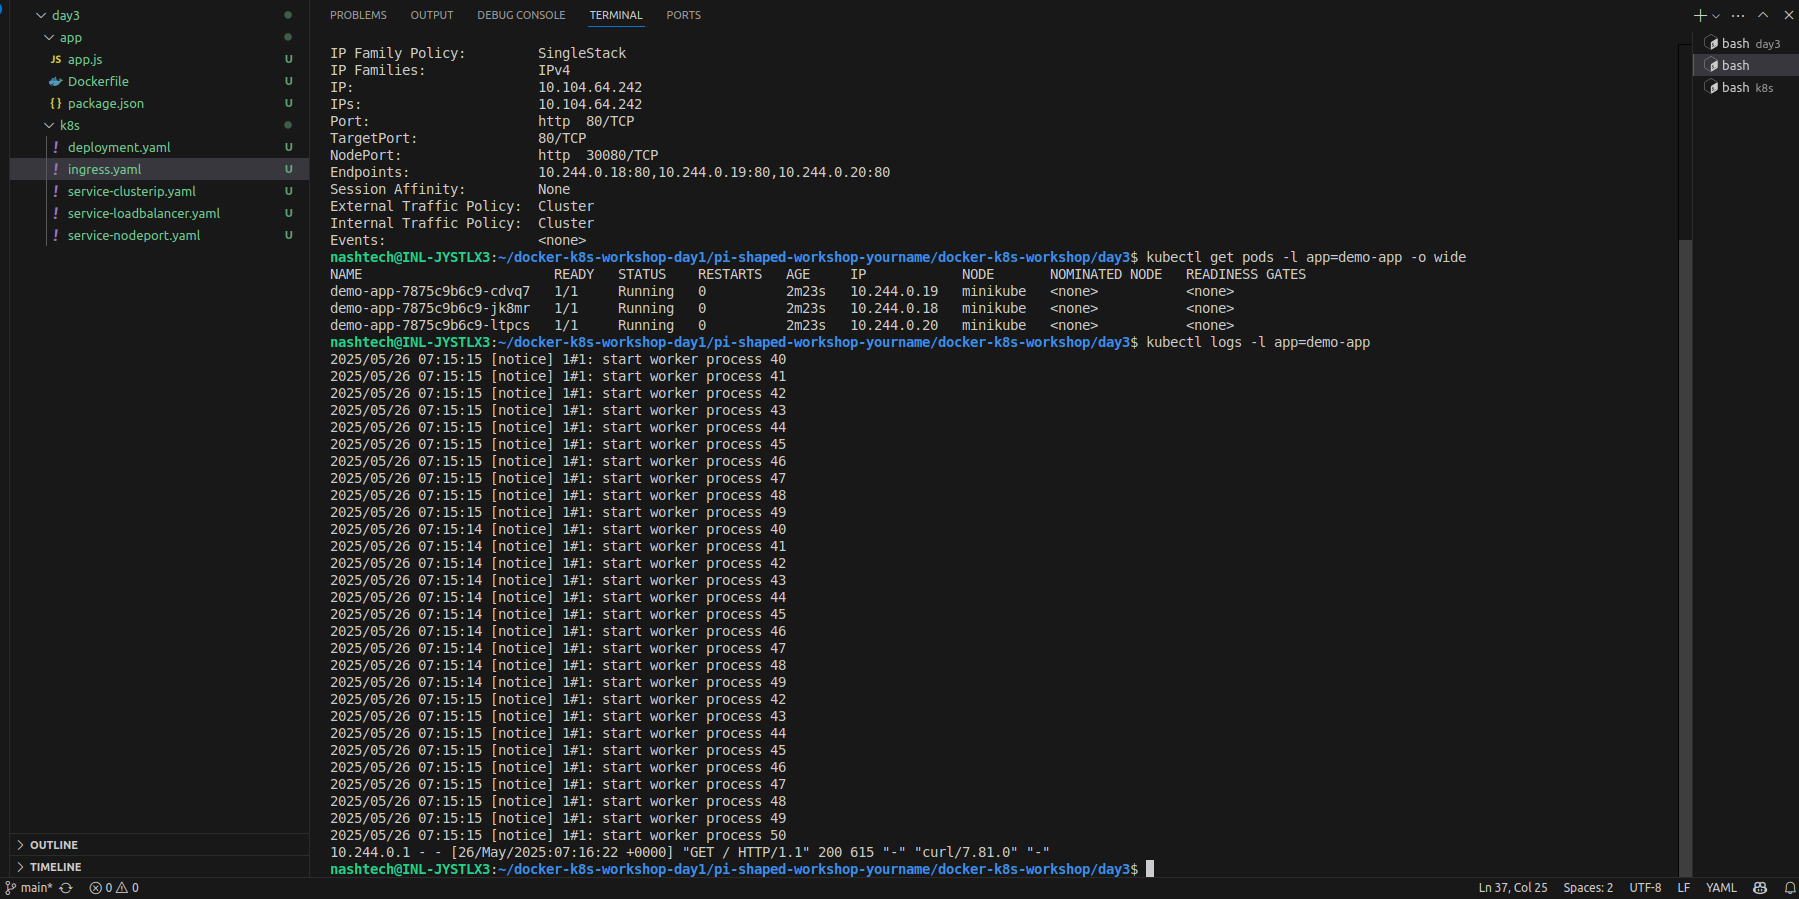 day3
app
JS app.js U
Dockerfile U
{} package.json U
k8s
! deployment.yaml U
! ingress.yaml U
! service-clusterip.yaml U
! service-loadbalancer.yaml U
! service-nodeport.yaml U
OUTLINE
TIMELINE
PROBLEMS OUTPUT DEBUG CONSOLE TERMINAL PORTS
IP Family Policy: SingleStack
IP Families: IPv4
IP: 10.104.64.242
IPs: 10.104.64.242
Port: http 80/TCP
TargetPort: 80/TCP
NodePort: http 30080/TCP
Endpoints: 10.244.0.18:80,10.244.0.19:80,10.244.0.20:80
Session Affinity: None
External Traffic Policy: Cluster
Internal Traffic Policy: Cluster
Events: <none>
nashtech@INL-JYSTLX3:~/docker-k8s-workshop-day1/pi-shaped-workshop-yourname/docker-k8s-workshop/day3$ kubectl get pods -l app=demo-app -o wide
NAME READY STATUS RESTARTS AGE IP NODE NOMINATED NODE READINESS GATES
demo-app-7875c9b6c9-cdvq7 1/1 Running 0 2m23s 10.244.0.19 minikube <none> <none>
demo-app-7875c9b6c9-jk8mr 1/1 Running 0 2m23s 10.244.0.18 minikube <none> <none>
demo-app-7875c9b6c9-ltpcs 1/1 Running 0 2m23s 10.244.0.20 minikube <none> <none>
nashtech@INL-JYSTLX3:~/docker-k8s-workshop-day1/pi-shaped-workshop-yourname/docker-k8s-workshop/day3$ kubectl logs -l app=demo-app
2025/05/26 07:15:15 [notice] 1#1: start worker process 40
2025/05/26 07:15:15 [notice] 1#1: start worker process 41
2025/05/26 07:15:15 [notice] 1#1: start worker process 42
2025/05/26 07:15:15 [notice] 1#1: start worker process 43
2025/05/26 07:15:15 [notice] 1#1: start worker process 44
2025/05/26 07:15:15 [notice] 1#1: start worker process 45
2025/05/26 07:15:15 [notice] 1#1: start worker process 46
2025/05/26 07:15:15 [notice] 1#1: start worker process 47
2025/05/26 07:15:15 [notice] 1#1: start worker process 48
2025/05/26 07:15:15 [notice] 1#1: start worker process 49
2025/05/26 07:15:14 [notice] 1#1: start worker process 40
2025/05/26 07:15:14 [notice] 1#1: start worker process 41
2025/05/26 07:15:14 [notice] 1#1: start worker process 42
2025/05/26 07:15:14 [notice] 1#1: start worker process 43
2025/05/26 07:15:14 [notice] 1#1: start worker process 44
2025/05/26 07:15:14 [notice] 1#1: start worker process 45
2025/05/26 07:15:14 [notice] 1#1: start worker process 46
2025/05/26 07:15:14 [notice] 1#1: start worker process 47
2025/05/26 07:15:14 [notice] 1#1: start worker process 48
2025/05/26 07:15:14 [notice] 1#1: start worker process 49
2025/05/26 07:15:15 [notice] 1#1: start worker process 42
2025/05/26 07:15:15 [notice] 1#1: start worker process 43
2025/05/26 07:15:15 [notice] 1#1: start worker process 44
2025/05/26 07:15:15 [notice] 1#1: start worker process 45
2025/05/26 07:15:15 [notice] 1#1: start worker process 46
2025/05/26 07:15:15 [notice] 1#1: start worker process 47
2025/05/26 07:15:15 [notice] 1#1: start worker process 48
2025/05/26 07:15:15 [notice] 1#1: start worker process 49
2025/05/26 07:15:15 [notice] 1#1: start worker process 50
10.244.0.1 - - [26/May/2025:07:16:22 +0000] "GET / HTTP/1.1" 200 615 "-" "curl/7.81.0" "-"
nashtech@INL-JYSTLX3:~/docker-k8s-workshop-day1/pi-shaped-workshop-yourname/docker-k8s-workshop/day3$
bash day3
bash
bash k8s
main* 0 0 Ln 37, Col 25 Spaces: 2 UTF-8 LF YAML